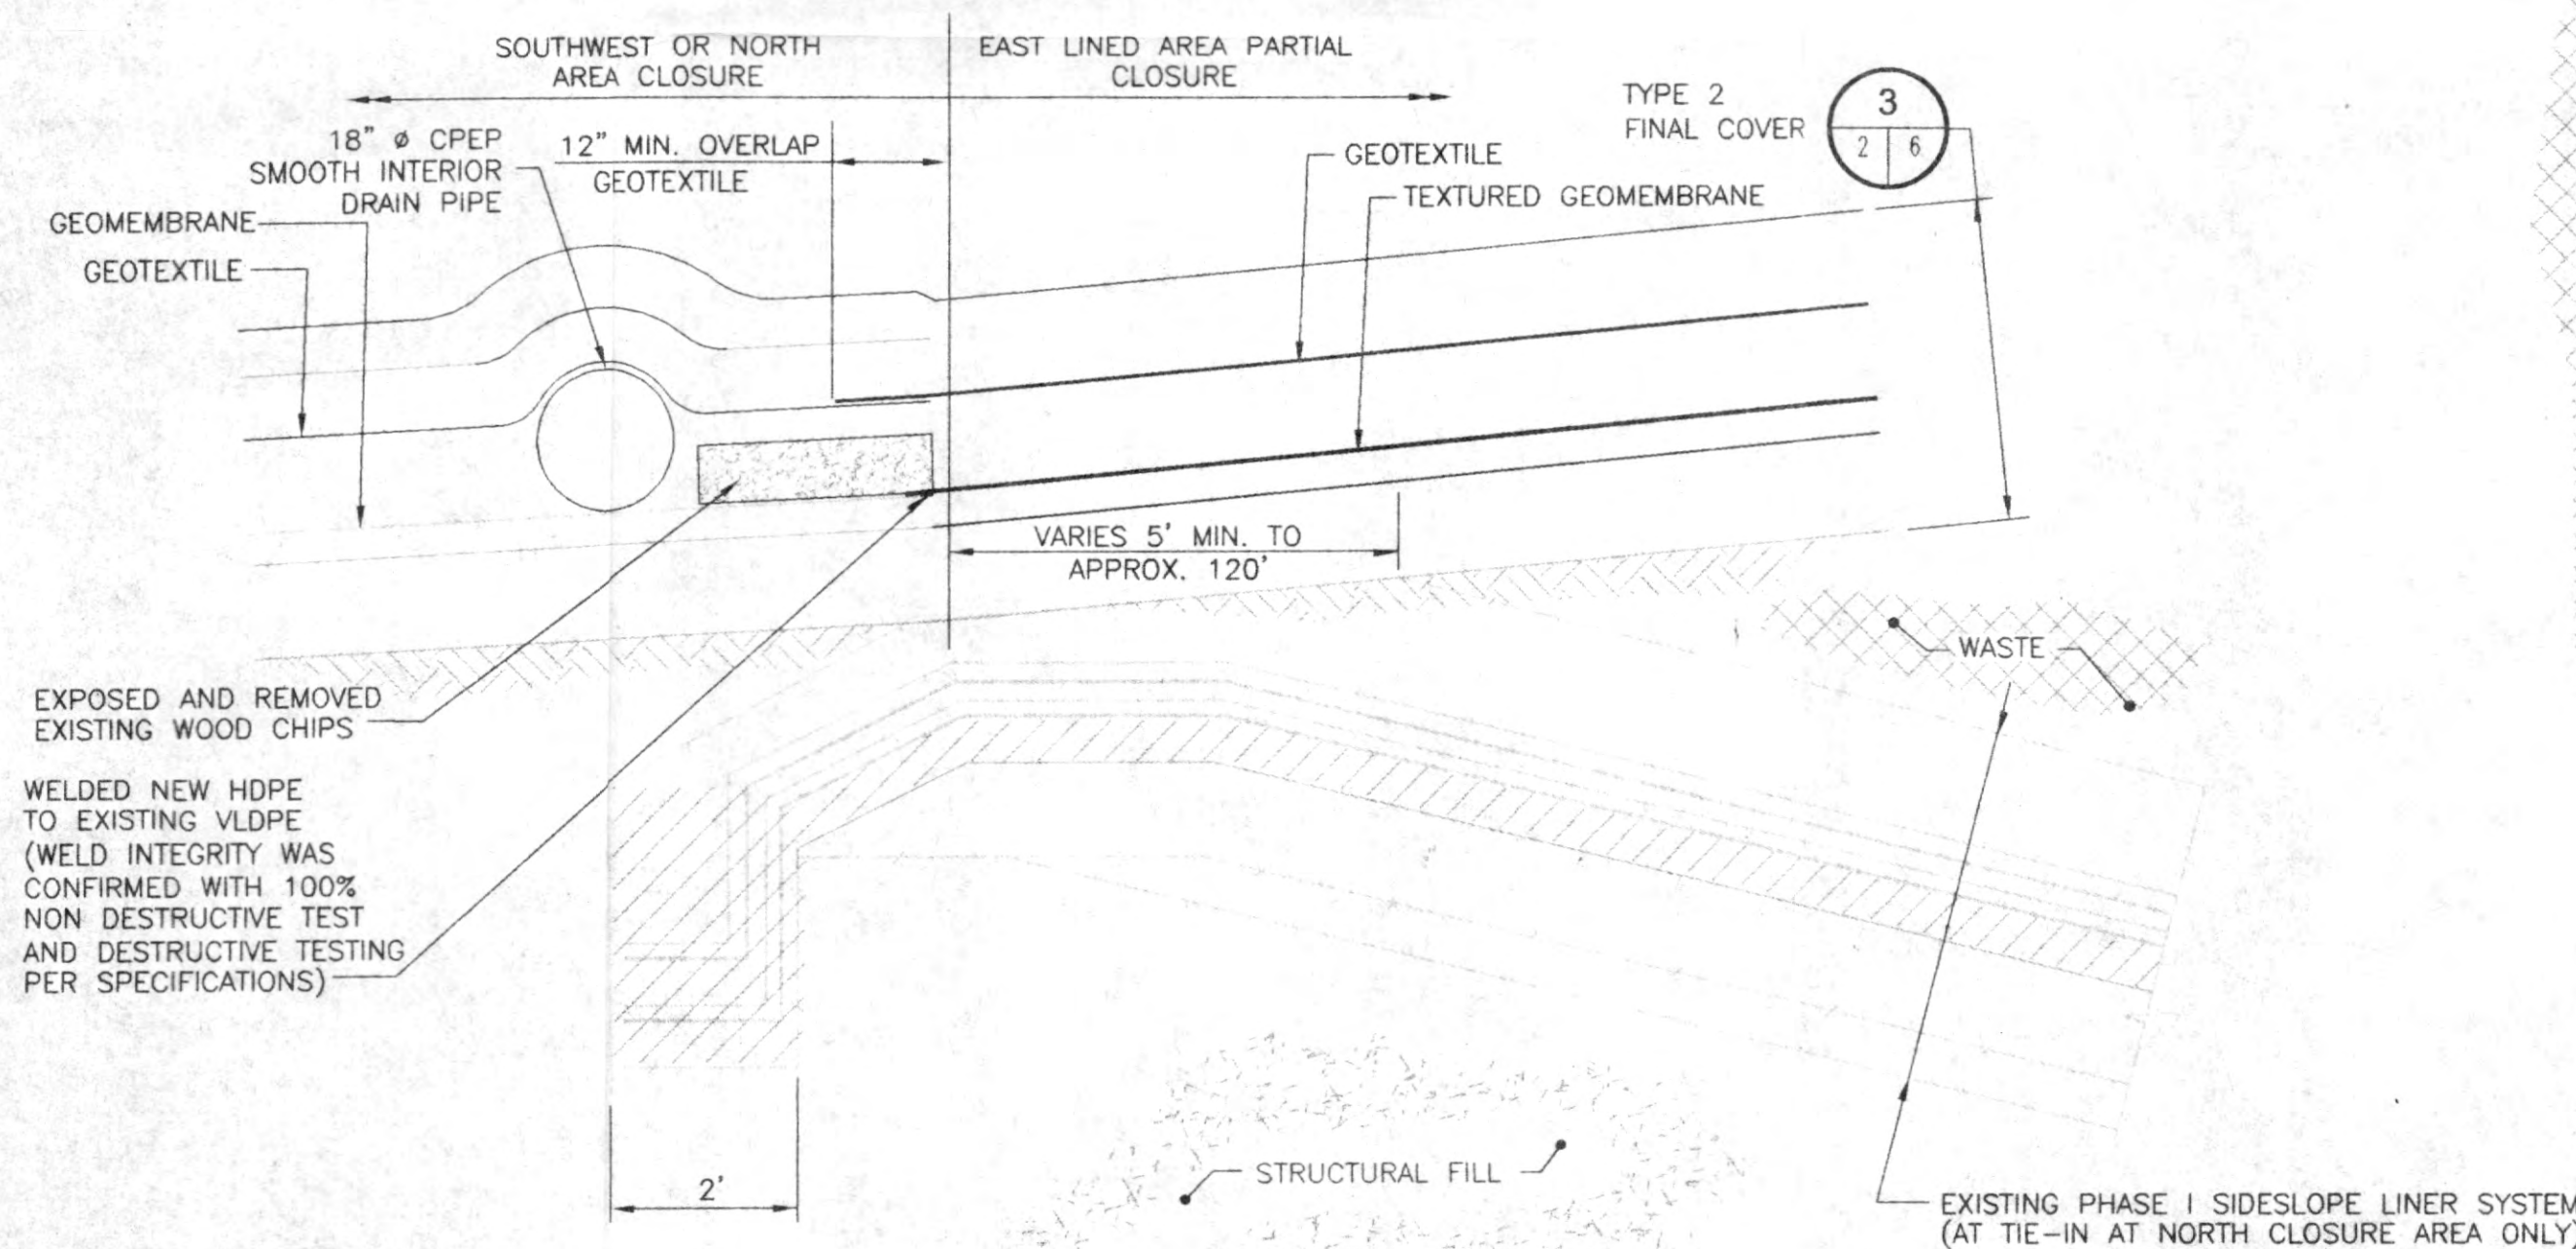 SOUTHWEST OR NORTH
AREA CLOSURE
EAST LINED AREA PARTIAL
CLOSURE
TYPE 2
FINAL COVER
3
2 6
18" ø CPEP
SMOOTH INTERIOR
DRAIN PIPE
12" MIN. OVERLAP
GEOTEXTILE
GEOTEXTILE
TEXTURED GEOMEMBRANE
GEOMEMBRANE
GEOTEXTILE
VARIES 5' MIN. TO
APPROX. 120'
WASTE
EXPOSED AND REMOVED
EXISTING WOOD CHIPS
WELDED NEW HDPE
TO EXISTING VLDPE
(WELD INTEGRITY WAS
CONFIRMED WITH 100%
NON DESTRUCTIVE TEST
AND DESTRUCTIVE TESTING
PER SPECIFICATIONS)
2'
STRUCTURAL FILL
EXISTING PHASE I SIDESLOPE LINER SYSTEM
(AT TIE-IN AT NORTH CLOSURE AREA ONLY)